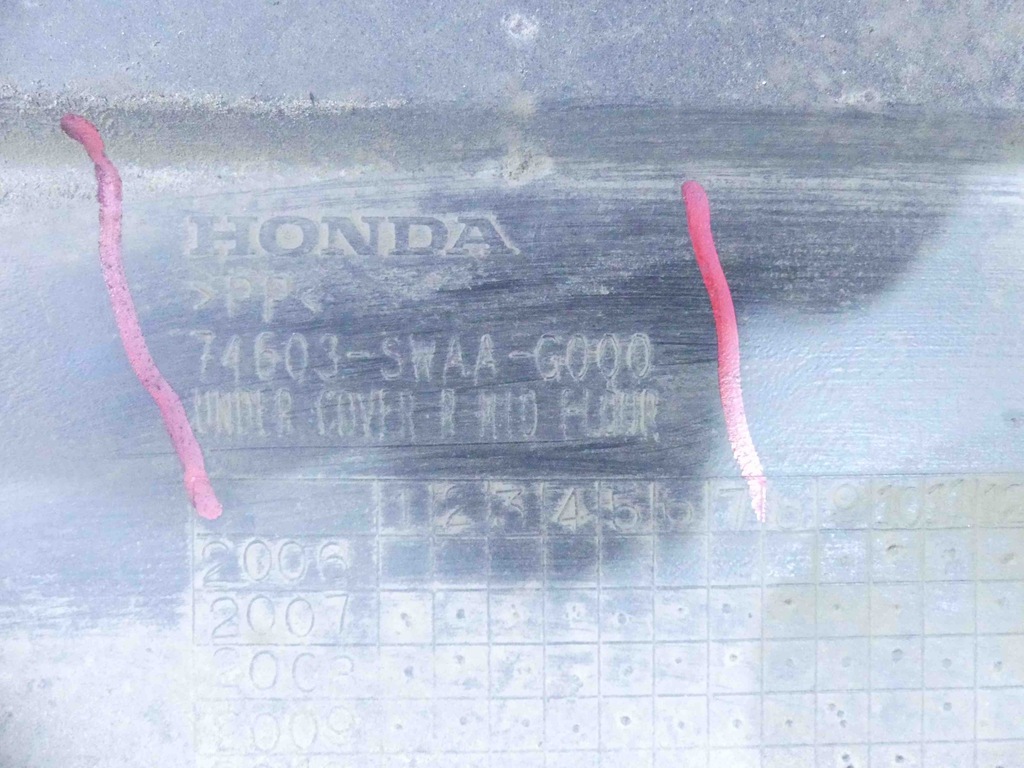 HONDA
>PP<
74603-SWAA-G000
UNDER COVER R MID FLOOR
1 2 3 4 5 6 7 8 9 10 11 12
2006
2007
2008
2009